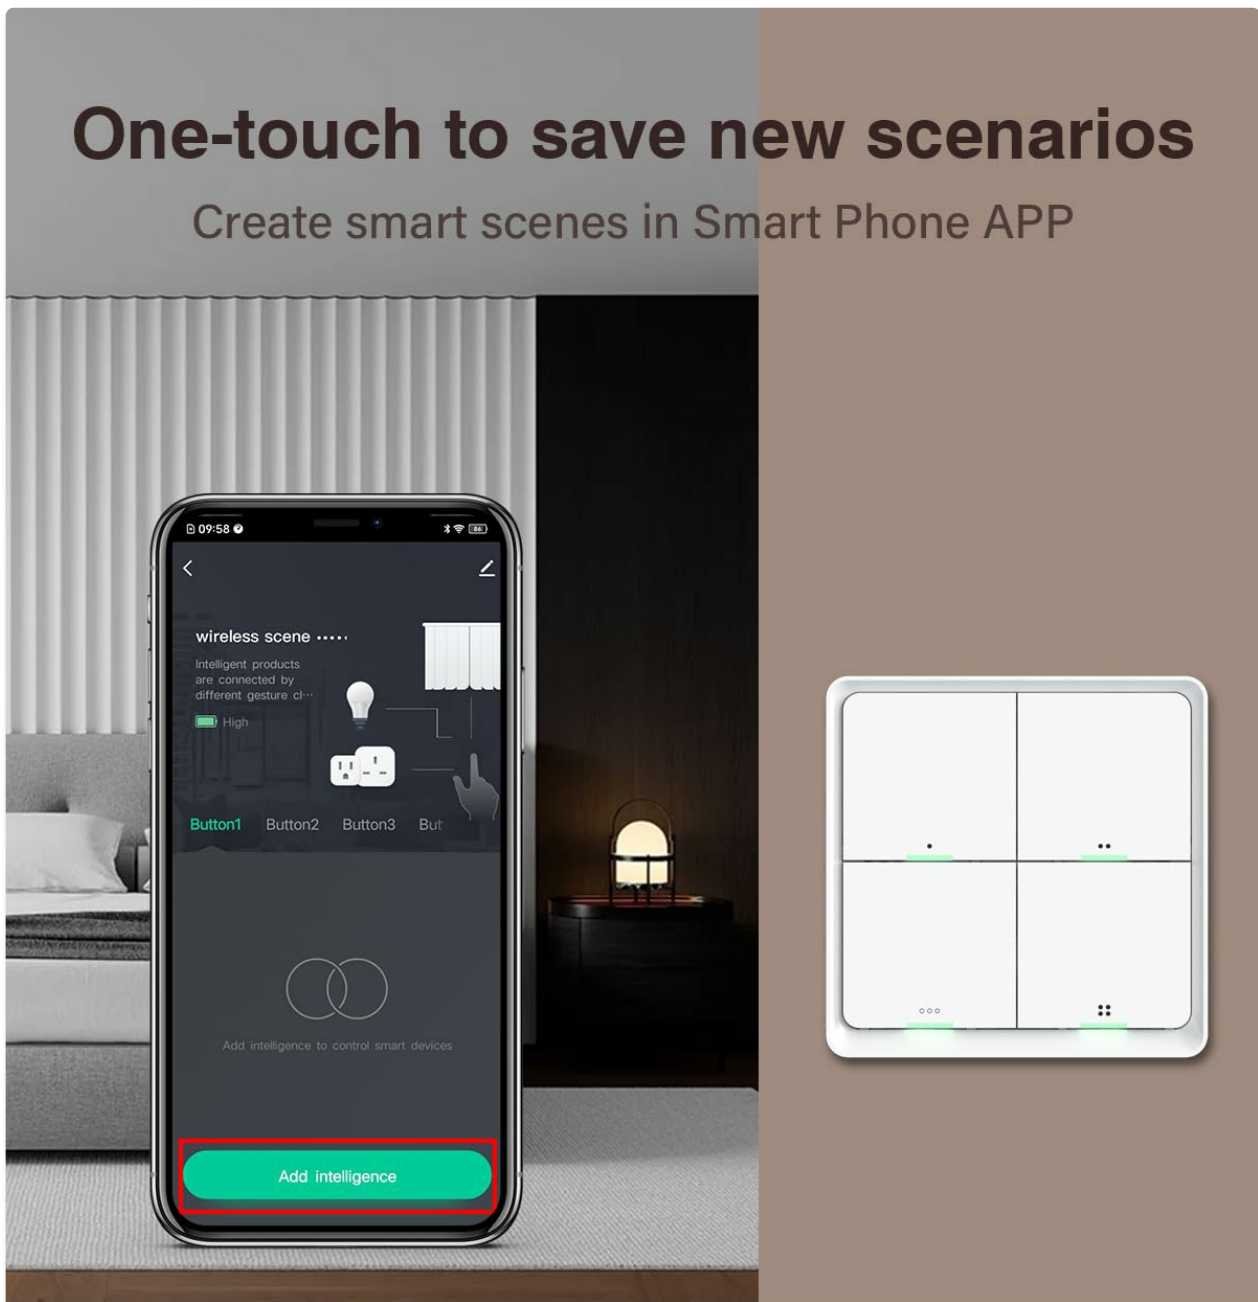 One-touch to save new scenarios
Create smart scenes in Smart Phone APP
09:58
86
wireless scene •••••
Intelligent products
are connected by
different gesture cl···
High
Button1 Button2 Button3 But
Add intelligence to control smart devices
Add intelligence